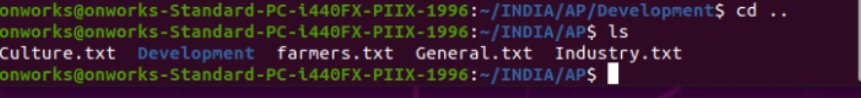 onworks@onworks-Standard-PC-i440FX-PIIX-1996:~/INDIA/AP/Development$ cd ..
onworks@onworks-Standard-PC-i440FX-PIIX-1996:~/INDIA/AP$ ls
Culture.txt  Development  farmers.txt  General.txt  Industry.txt
onworks@onworks-Standard-PC-i440FX-PIIX-1996:~/INDIA/AP$